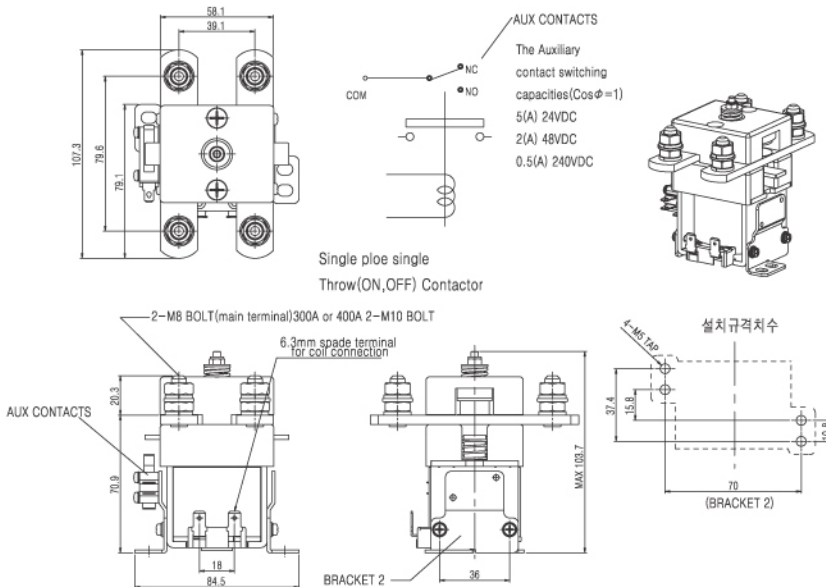 58.1
39.1
107.3
79.6
79.1
AUX CONTACTS
NC
NO
COM
The Auxiliary
contact switching
capacities(CosΦ=1)
5(A) 24VDC
2(A) 48VDC
0.5(A) 240VDC
Single ploe single
Throw(ON,OFF) Contactor
2-M8 BOLT(main terminal)300A or 400A 2-M10 BOLT
6.3mm spade terminal
for coil connection
AUX CONTACTS
20.3
70.9
18
84.5
MAX 103.7
BRACKET 2
36
설치규격치수
4-M5 TAP
37.4
15.8
10.8
70
(BRACKET 2)